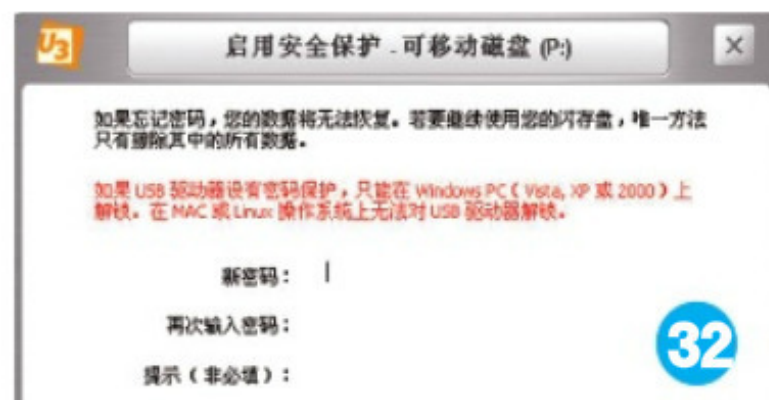 U3
启用安全保护 - 可移动磁盘 (P:)
如果忘记密码，您的数据将无法恢复。若要继续使用您的闪存盘，唯一方法
只有删除其中的所有数据。
如果 USB 驱动器设有密码保护，只能在 Windows PC ( Vista, XP 或 2000 ) 上
解锁。在 MAC 或 Linux 操作系统上无法对 USB 驱动器解锁。
新密码：
再次输入密码：
提示（非必填）：
32